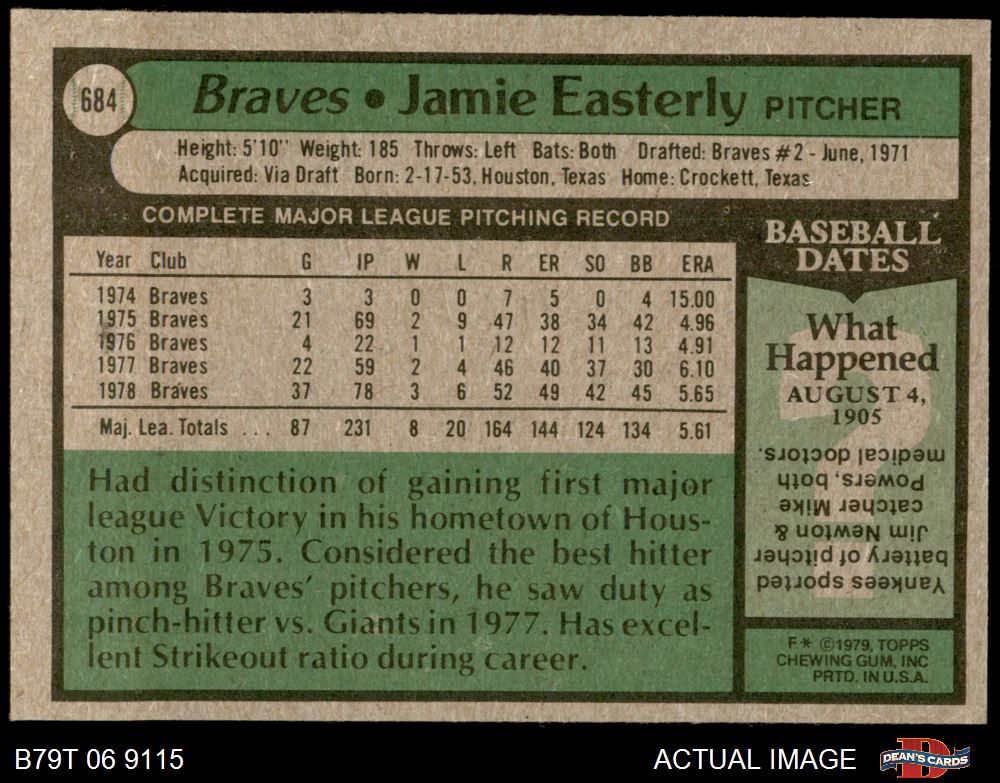 684
Braves • Jamie Easterly PITCHER
Height: 5'10" Weight: 185 Throws: Left Bats: Both Drafted: Braves #2 - June, 1971
Acquired: Via Draft Born: 2-17-53, Houston, Texas Home: Crockett, Texas
COMPLETE MAJOR LEAGUE PITCHING RECORD
Year Club G IP W L R ER SO BB ERA
1974 Braves 3 3 0 0 7 5 0 4 15.00
1975 Braves 21 69 2 9 47 38 34 42 4.96
1976 Braves 4 22 1 1 12 12 11 13 4.91
1977 Braves 22 59 2 4 46 40 37 30 6.10
1978 Braves 37 78 3 6 52 49 42 45 5.65
Maj. Lea. Totals ... 87 231 8 20 164 144 124 134 5.61
Had distinction of gaining first major
league Victory in his hometown of Hous-
ton in 1975. Considered the best hitter
among Braves' pitchers, he saw duty as
pinch-hitter vs. Giants in 1977. Has excel-
lent Strikeout ratio during career.
BASEBALL
DATES
What
Happened
AUGUST 4,
1905
Yankees sported
battery of pitcher
Jim Newton &
catcher Mike
Powers, both
medical doctors.
F* ©1979, TOPPS
CHEWING GUM, INC
PRTD. IN U.S.A.
B79T 06 9115
ACTUAL IMAGE
DEAN'S CARDS